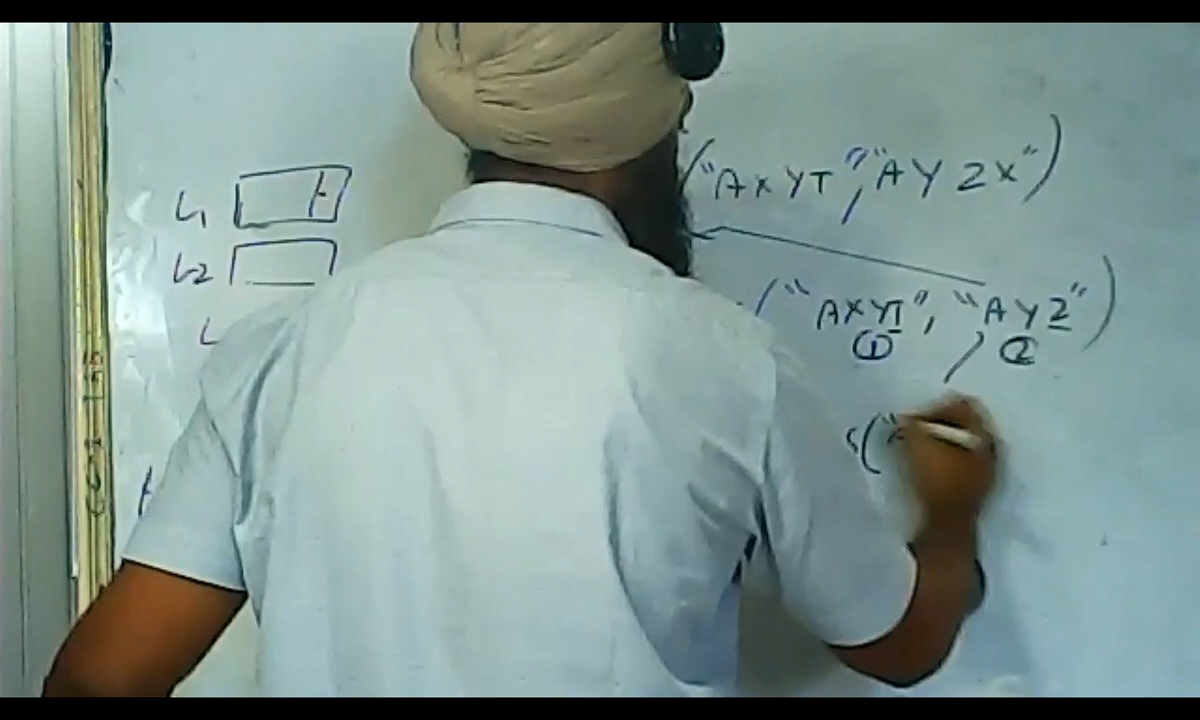 ("AXYT", "AYZX")
L1
L2
("AXYT", "AYZ")
1 2
L
S("A